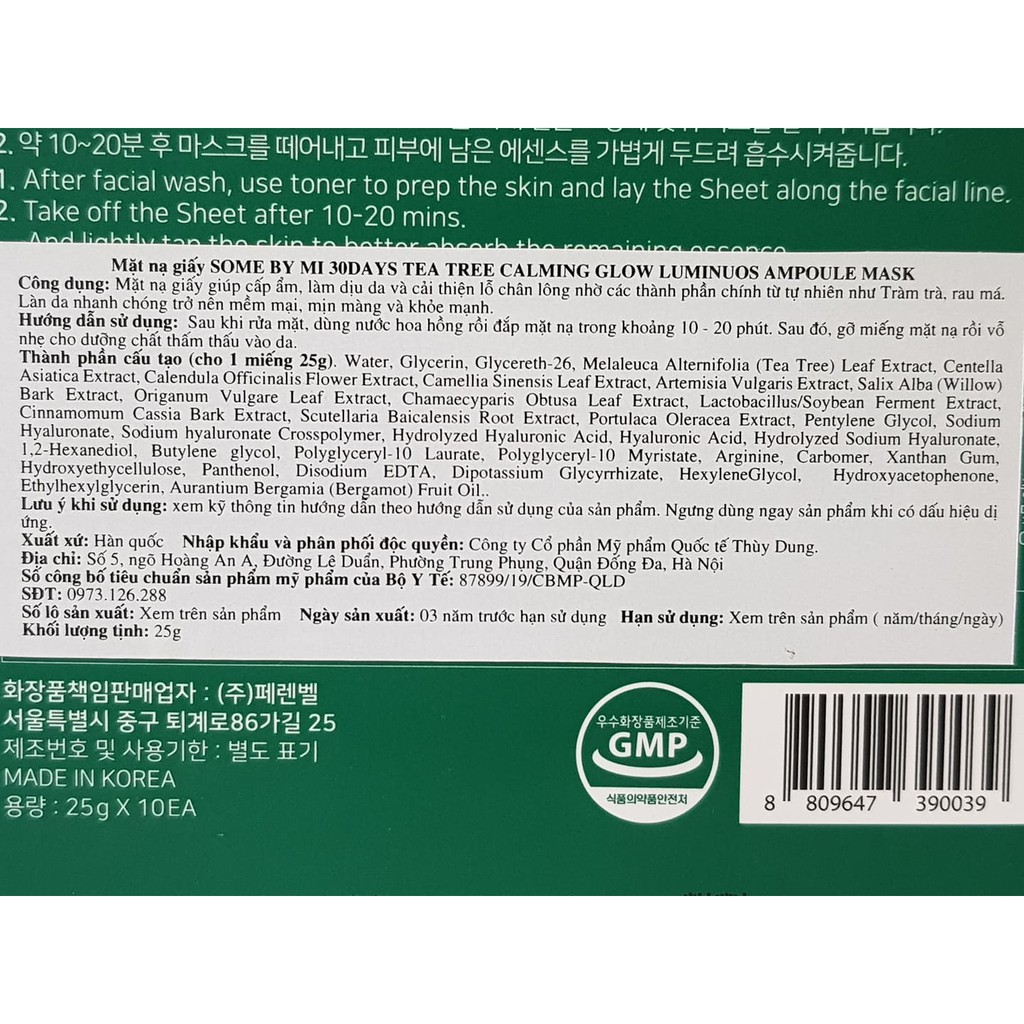 2. 약 10~20분 후 마스크를 떼어내고 피부에 남은 에센스를 가볍게 두드려 흡수시켜줍니다.
1. After facial wash, use toner to prep the skin and lay the Sheet along the facial line.
2. Take off the Sheet after 10-20 mins.
And lightly tap the skin to better absorb the remaining essence
Mặt nạ giấy SOME BY MI 30DAYS TEA TREE CALMING GLOW LUMINUOS AMPOULE MASK
Công dụng: Mặt nạ giấy giúp cấp ẩm, làm dịu da và cải thiện lỗ chân lông nhờ các thành phần chính từ tự nhiên như Tràm trà, rau má.
Làn da nhanh chóng trở nên mềm mại, mịn màng và khỏe mạnh.
Hướng dẫn sử dụng: Sau khi rửa mặt, dùng nước hoa hồng rồi đắp mặt nạ trong khoảng 10 - 20 phút. Sau đó, gỡ miếng mặt nạ rồi vỗ
nhẹ cho dưỡng chất thấm thấu vào da.
Thành phần cấu tạo (cho 1 miếng 25g). Water, Glycerin, Glycereth-26, Melaleuca Alternifolia (Tea Tree) Leaf Extract, Centella
Asiatica Extract, Calendula Officinalis Flower Extract, Camellia Sinensis Leaf Extract, Artemisia Vulgaris Extract, Salix Alba (Willow)
Bark Extract, Origanum Vulgare Leaf Extract, Chamaecyparis Obtusa Leaf Extract, Lactobacillus/Soybean Ferment Extract,
Cinnamomum Cassia Bark Extract, Scutellaria Baicalensis Root Extract, Portulaca Oleracea Extract, Pentylene Glycol, Sodium
Hyaluronate, Sodium hyaluronate Crosspolymer, Hydrolyzed Hyaluronic Acid, Hyaluronic Acid, Hydrolyzed Sodium Hyaluronate,
1,2-Hexanediol, Butylene glycol, Polyglyceryl-10 Laurate, Polyglyceryl-10 Myristate, Arginine, Carbomer, Xanthan Gum,
Hydroxyethycellulose, Panthenol, Disodium EDTA, Dipotassium Glycyrrhizate, HexyleneGlycol, Hydroxyacetophenone,
Ethylhexylglycerin, Aurantium Bergamia (Bergamot) Fruit Oil..
Lưu ý khi sử dụng: xem kỹ thông tin hướng dẫn theo hướng dẫn sử dụng của sản phẩm. Ngưng dùng ngay sản phẩm khi có dấu hiệu dị
ứng.
Xuất xứ: Hàn quốc Nhập khẩu và phân phối độc quyền: Công ty Cổ phần Mỹ phẩm Quốc tế Thùy Dung.
Địa chỉ: Số 5, ngõ Hoàng An A, Đường Lê Duẩn, Phường Trung Phụng, Quận Đống Đa, Hà Nội
Số công bố tiêu chuẩn sản phẩm mỹ phẩm của Bộ Y Tế: 87899/19/CBMP-QLD
SĐT: 0973.126.288
Số lô sản xuất: Xem trên sản phẩm Ngày sản xuất: 03 năm trước hạn sử dụng Hạn sử dụng: Xem trên sản phẩm ( năm/tháng/ngày)
Khối lượng tịnh: 25g
화장품책임판매업자 : (주)페렌벨
서울특별시 중구 퇴계로86가길 25
제조번호 및 사용기한 : 별도 표기
MADE IN KOREA
용량 : 25g X 10EA
우수화장품제조기준
GMP
식품의약품안전처
8 809647 390039